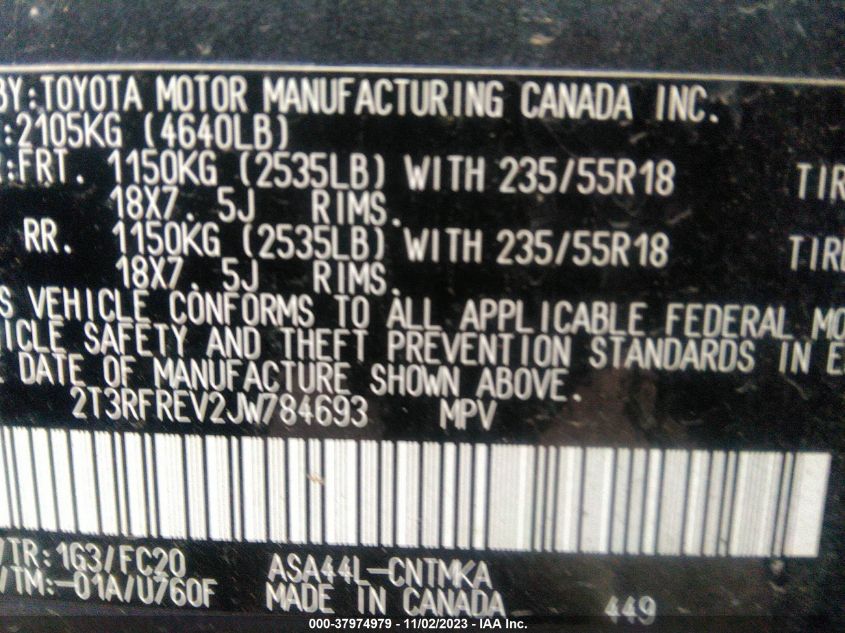 BY:TOYOTA MOTOR MANUFACTURING CANADA INC.
:2105KG (4640LB)
:FRT. 1150KG (2535LB) WITH 235/55R18 TIR
18X7.5J RIMS.
RR. 1150KG (2535LB) WITH 235/55R18 TIR
18X7.5J RIMS.
S VEHICLE CONFORMS TO ALL APPLICABLE FEDERAL MO
ICLE SAFETY AND THEFT PREVENTION STANDARDS IN E
E DATE OF MANUFACTURE SHOWN ABOVE.
2T3RFREV2JW784693 MPV
/TR:1G3/FC20 ASA44L-CNTMKA
/TM:-01A/U760F MADE IN CANADA 449
000-37974979 - 11/02/2023 - IAA Inc.